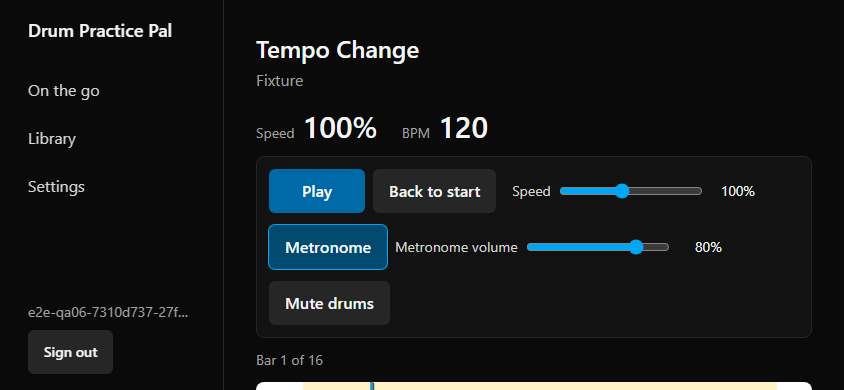 Drum Practice Pal
On the go
Library
Settings
e2e-qa06-7310d737-27f...
Sign out
Tempo Change
Fixture
Speed 100% BPM 120
Play Back to start Speed 100%
Metronome Metronome volume 80%
Mute drums
Bar 1 of 16